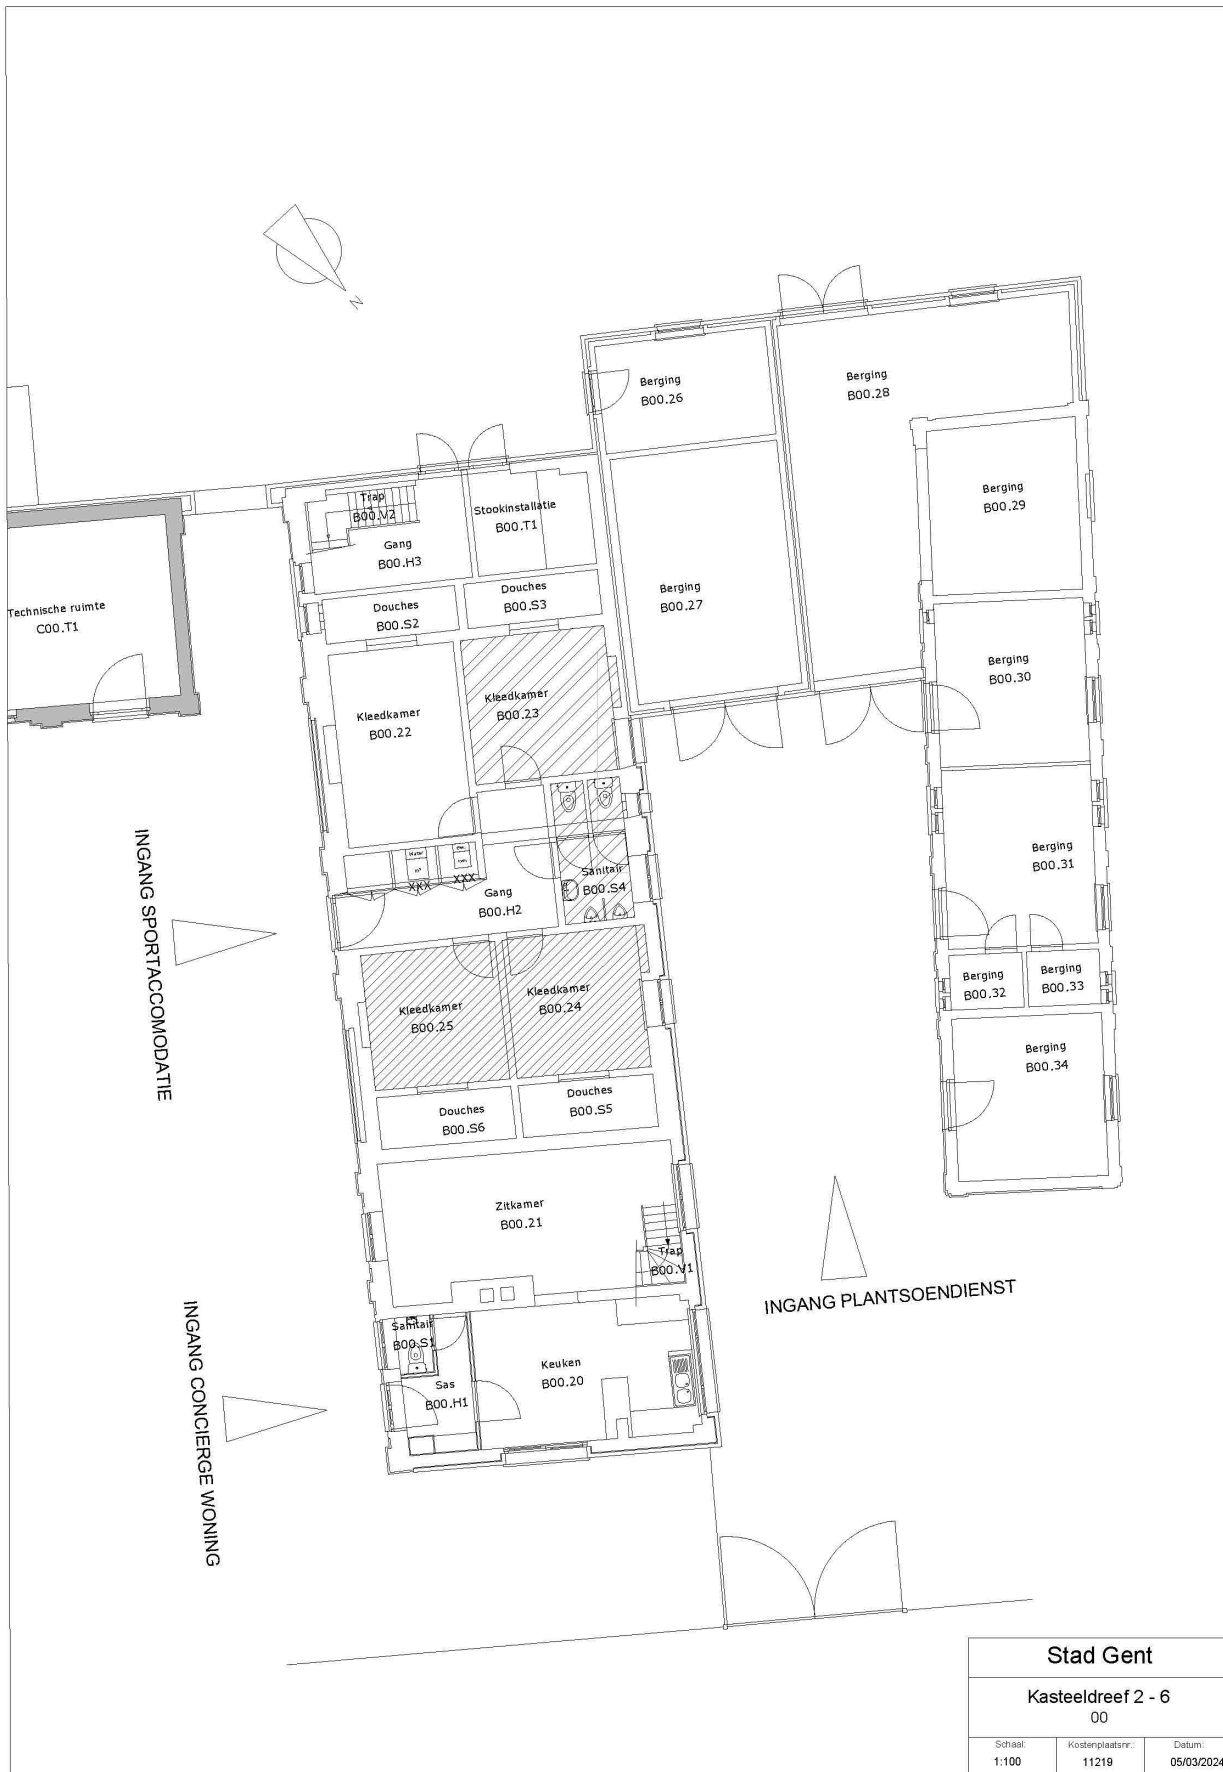 N
Berging
B00.26
Berging
B00.28
Berging
B00.29
Trap
B00.V2
Stookinstallatie
B00.T1
Gang
B00.H3
Douches
B00.S3
Douches
B00.S2
Berging
B00.27
Technische ruimte
C00.T1
Berging
B00.30
Kleedkamer
B00.23
Kleedkamer
B00.22
Berging
B00.31
Water
m³
XXX
XXX
Sanitair
B00.S4
Gang
B00.H2
INGANG SPORTACCOMODATIE
Berging
B00.32
Berging
B00.33
Kleedkamer
B00.24
Kleedkamer
B00.25
Berging
B00.34
Douches
B00.S5
Douches
B00.S6
Zitkamer
B00.21
Trap
B00.V1
INGANG PLANTSOENDIENST
Sanitair
B00.S1
Keuken
B00.20
Sas
B00.H1
INGANG CONCIERGE WONING
Stad Gent
Kasteeldreef 2 - 6
00
Schaal:
1:100
Kostenplaatsnr.:
11219
Datum:
05/03/2024